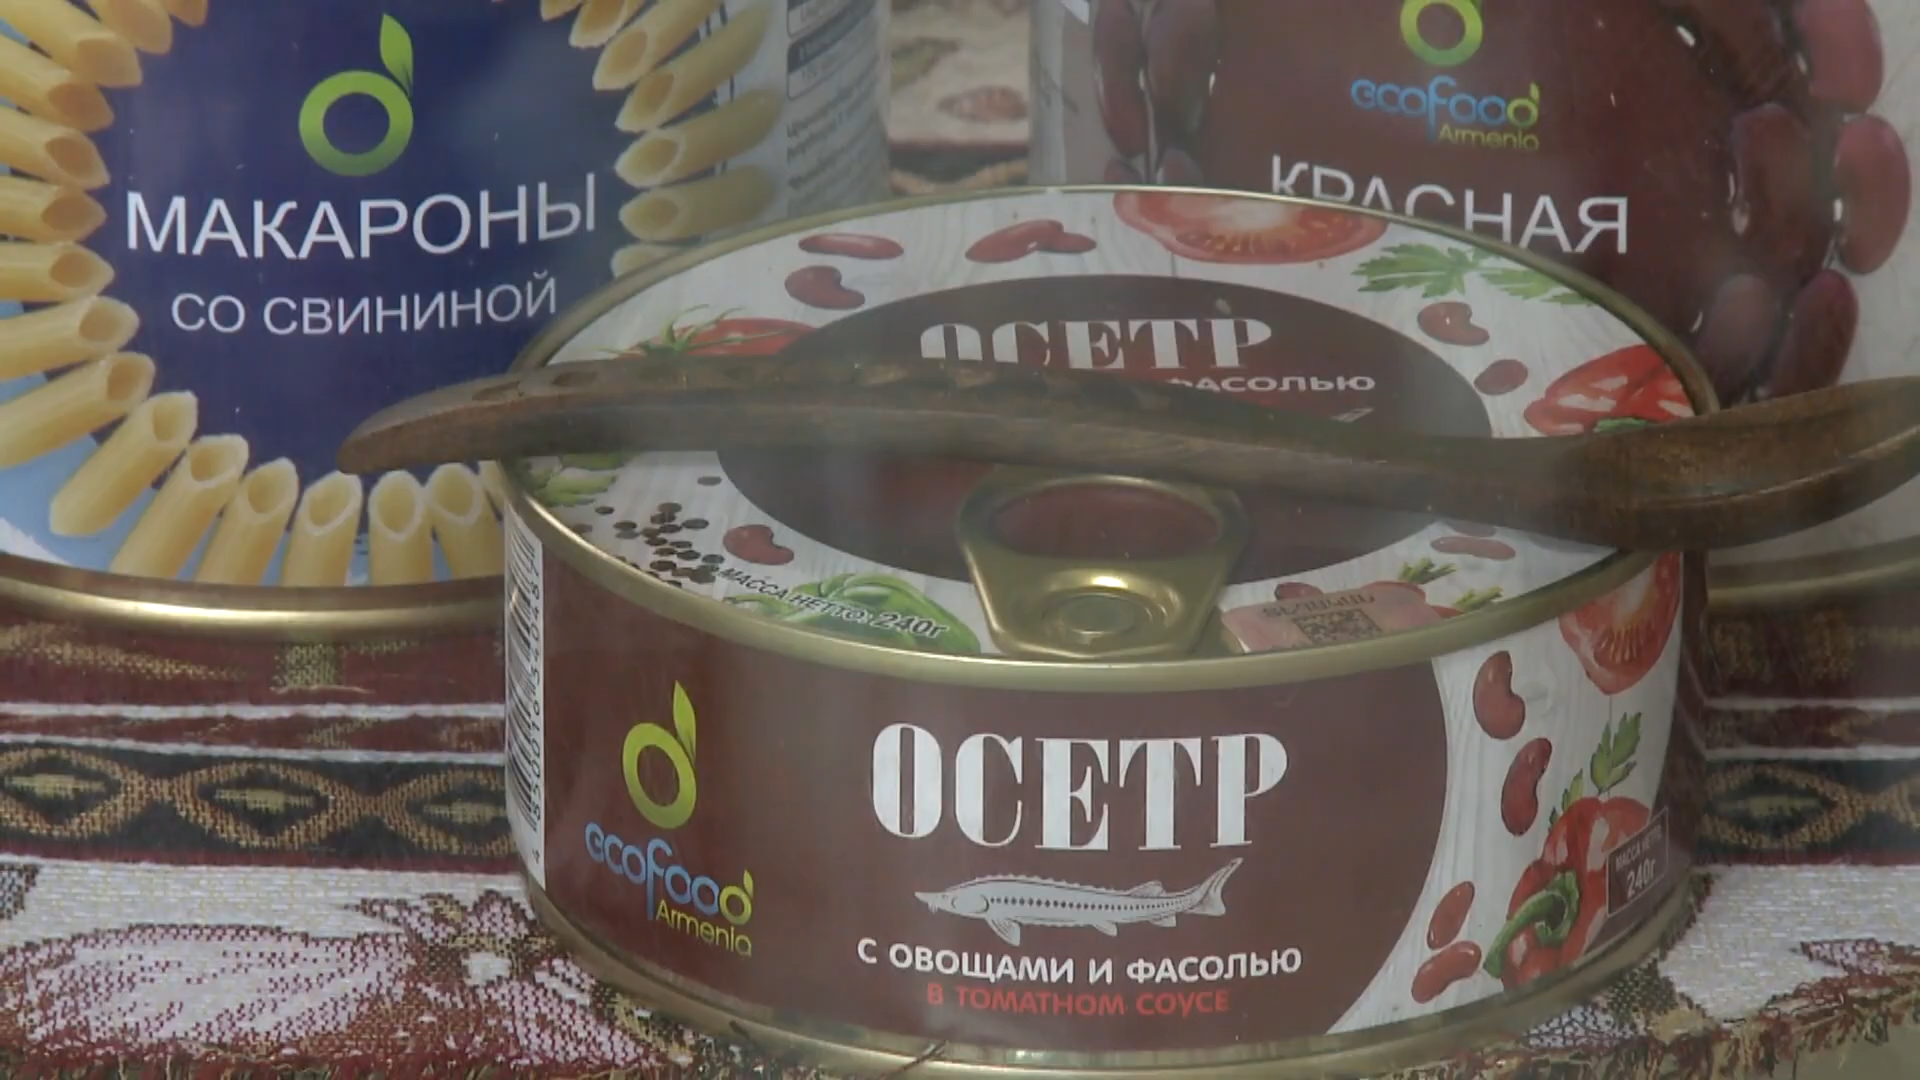 МАКАРОНЫ
СО СВИНИНОЙ
ecofood
Armenia
КРАСНАЯ
ОСЕТР
ФАСОЛЬЮ
МАССА НЕТТО: 240г
ecofood
Armenia
ОСЕТР
С ОВОЩАМИ И ФАСОЛЬЮ
В ТОМАТНОМ СОУСЕ
МАССА НЕТТО
240г